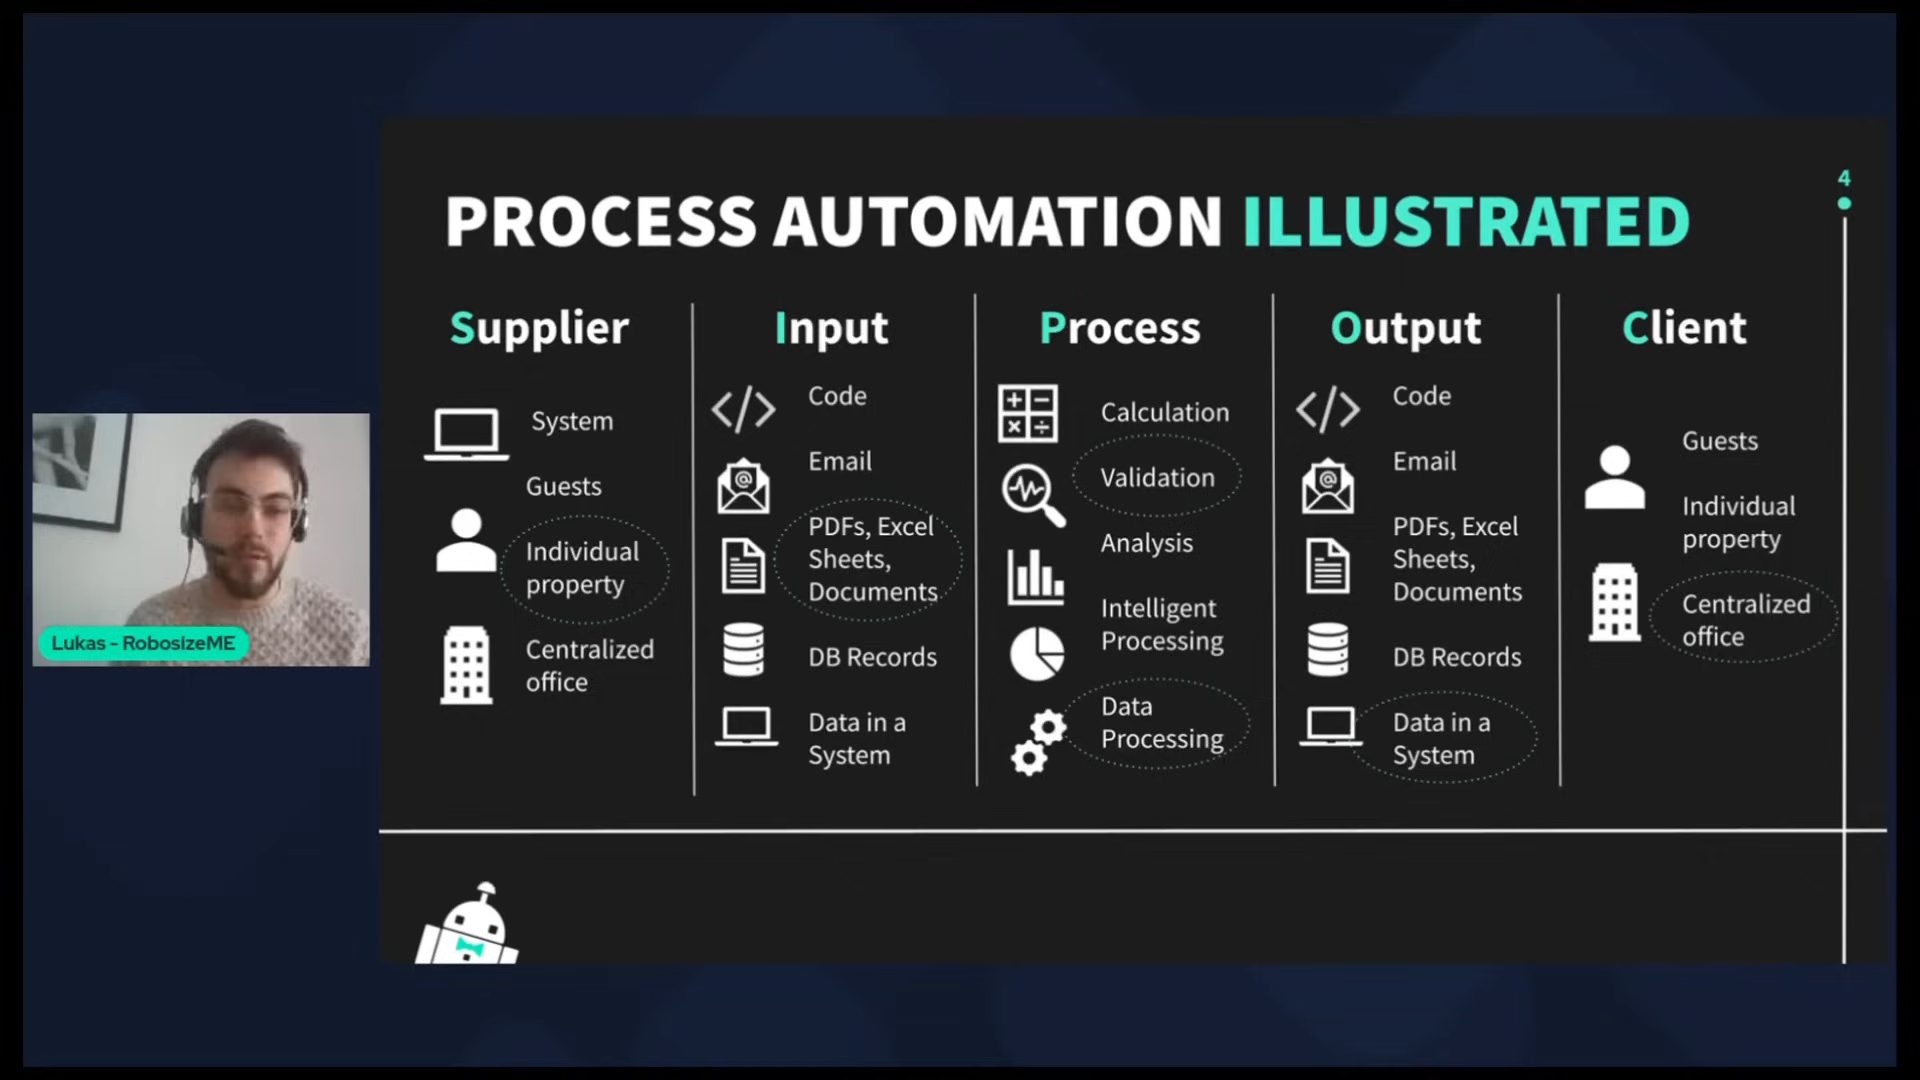 PROCESS AUTOMATION ILLUSTRATED
4
Supplier
System
Guests
Individual
property
Centralized
office
Input
Code
Email
PDFs, Excel
Sheets,
Documents
DB Records
Data in a
System
Process
Calculation
Validation
Analysis
Intelligent
Processing
Data
Processing
Output
Code
Email
PDFs, Excel
Sheets,
Documents
DB Records
Data in a
System
Client
Guests
Individual
property
Centralized
office
Lukas - RobosizeME